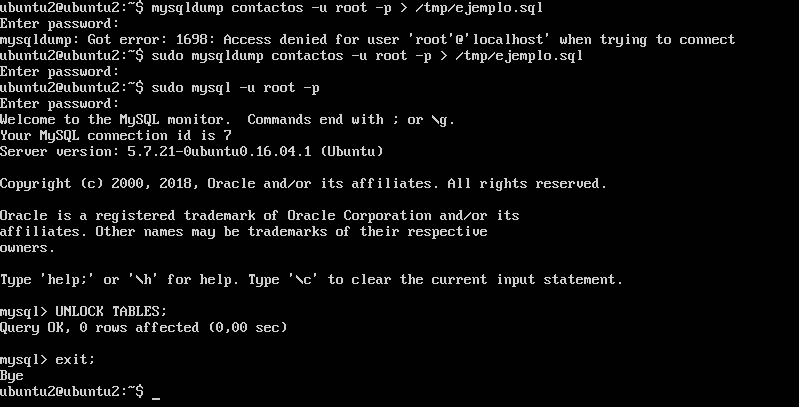 ubuntu2@ubuntu2:~$ mysqldump contactos -u root -p > /tmp/ejemplo.sql
Enter password:
mysqldump: Got error: 1698: Access denied for user 'root'@'localhost' when trying to connect
ubuntu2@ubuntu2:~$ sudo mysqldump contactos -u root -p > /tmp/ejemplo.sql
Enter password:
ubuntu2@ubuntu2:~$ sudo mysql -u root -p
Enter password:
Welcome to the MySQL monitor.  Commands end with ; or \g.
Your MySQL connection id is 7
Server version: 5.7.21-0ubuntu0.16.04.1 (Ubuntu)
Copyright (c) 2000, 2018, Oracle and/or its affiliates. All rights reserved.
Oracle is a registered trademark of Oracle Corporation and/or its
affiliates. Other names may be trademarks of their respective
owners.
Type 'help;' or '\h' for help. Type '\c' to clear the current input statement.
mysql> UNLOCK TABLES;
Query OK, 0 rows affected (0,00 sec)
mysql> exit;
Bye
ubuntu2@ubuntu2:~$ _